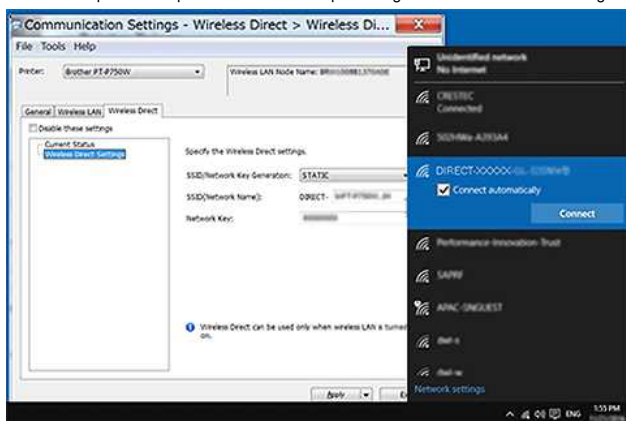 Communication Settings - Wireless Direct > Wireless Di...
File Tools Help
Printer: Brother PT-P750W
Wireless LAN Node Name:
General Wireless LAN Wireless Direct
Disable these settings
Current Status
Wireless Direct Settings
Specify the Wireless Direct settings.
SSID/Network Key Generation: STATIC
SSID(Network Name): DIRECT-
Network Key:
Wireless Direct can be used only when wireless LAN is turned
on.
Apply
Unidentified network
No Internet
CRESTEC
Connected
DIRECT-XXXXX
Connect automatically
Connect
Performance-Innovation-Trust
SAPRF
APAC-SNGUEST
Network settings
ENG 1:55 PM